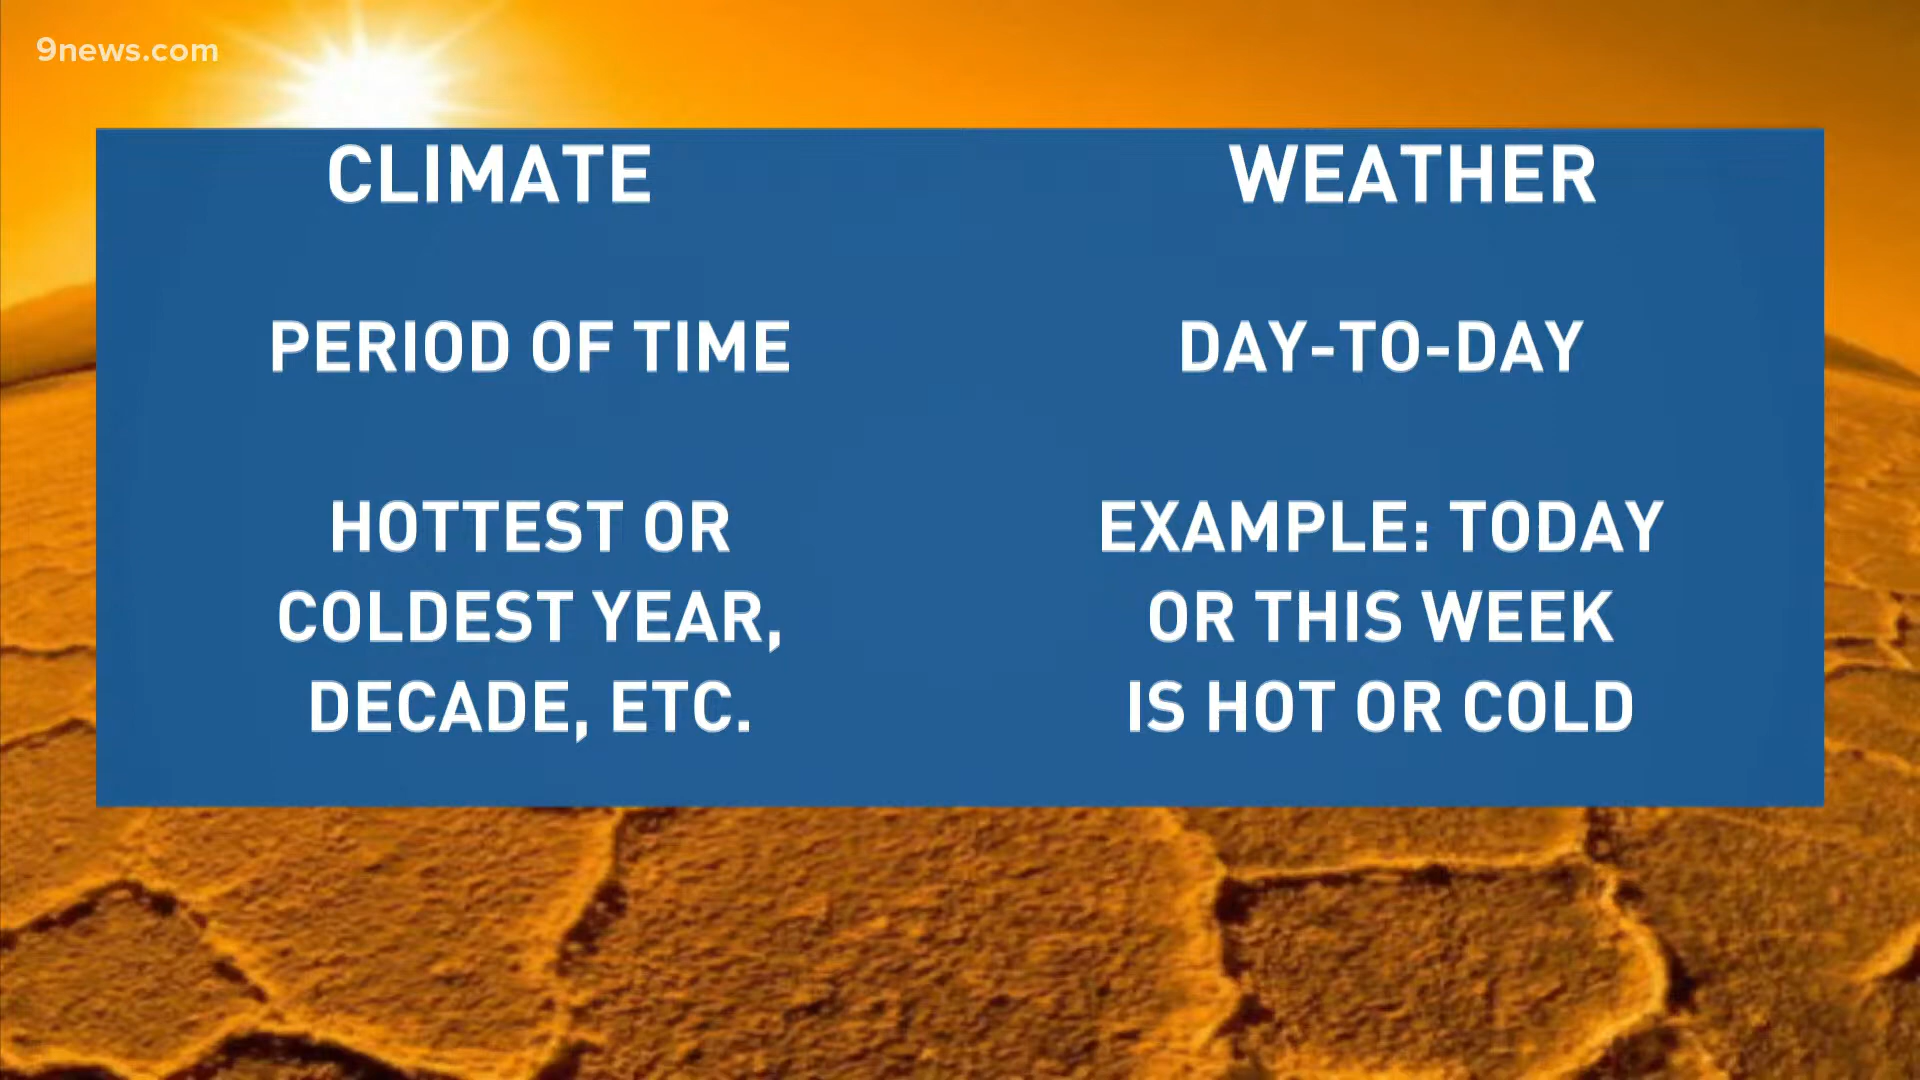 9news.com
CLIMATE
WEATHER
PERIOD OF TIME
DAY-TO-DAY
HOTTEST OR
COLDEST YEAR,
DECADE, ETC.
EXAMPLE: TODAY
OR THIS WEEK
IS HOT OR COLD